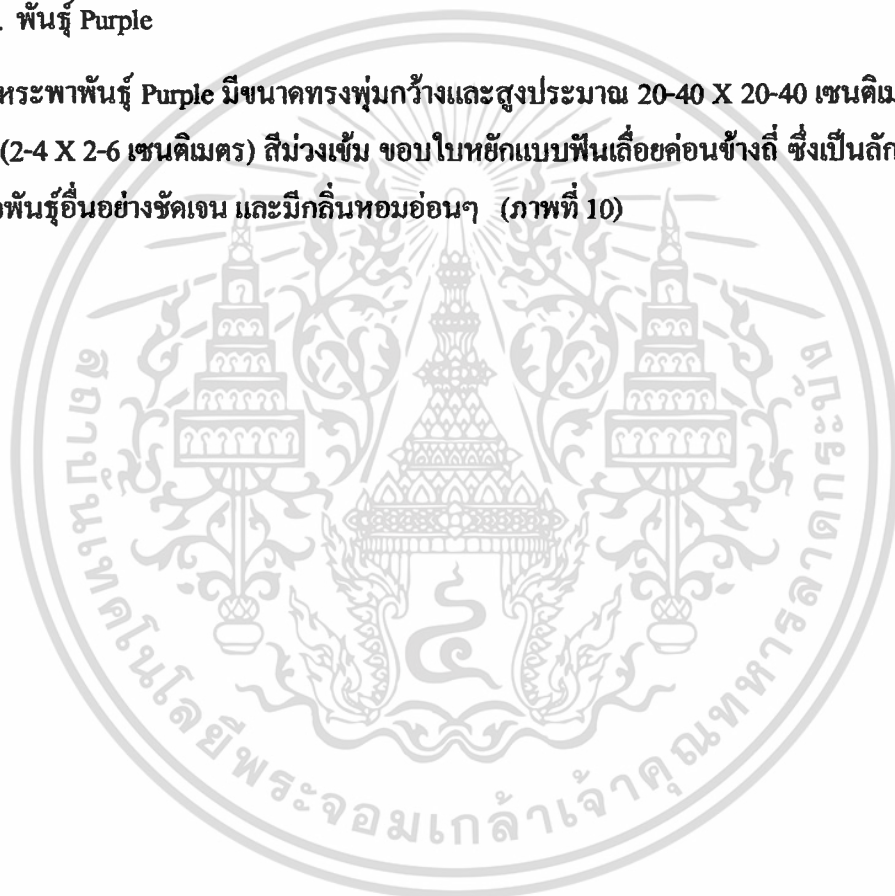 . พันธุ์ Purple
หระพาพันธุ์ Purple มีขนาดทรงพุ่มกว้างและสูงประมาณ 20-40 X 20-40 เซนติเม
(2-4 X 2-6 เซนติเมตร) สีม่วงเข้ม ขอบใบหยักแบบฟันเลื่อยค่อนข้างถี่ ซึ่งเป็นลัก
พันธุ์อื่นอย่างชัดเจน และมีกลิ่นหอมอ่อนๆ (ภาพที่ 10)
สถาบันเทคโนโลยีพระจอมเกล้าเจ้าคุณทหารลาดกระบัง